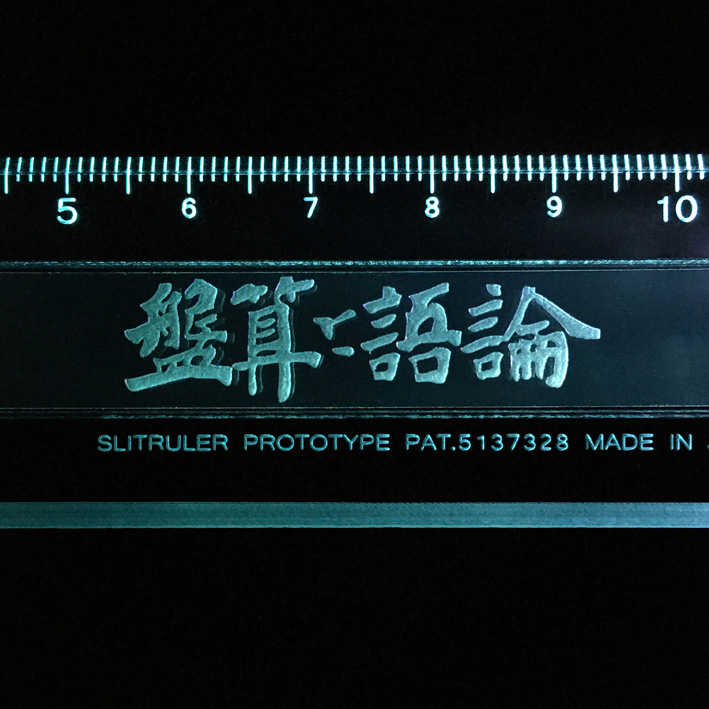 5 6 7 8 9 10
論語と算盤
SLITRULER PROTOTYPE PAT.5137328 MADE IN